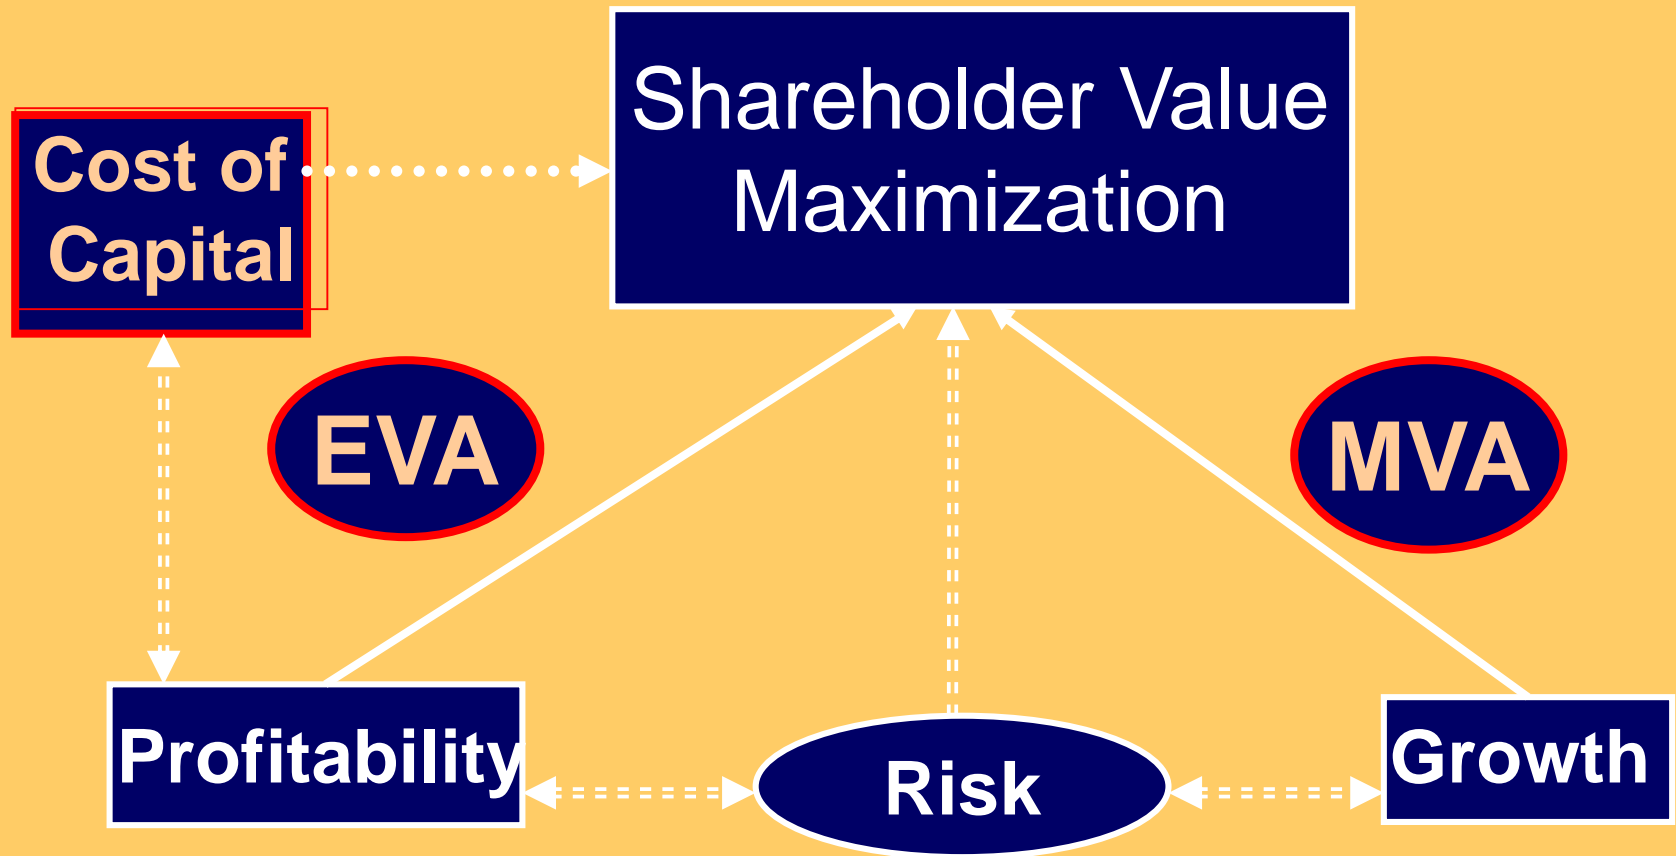 Shareholder Value
Maximization
Cost of
Capital
EVA
MVA
Profitability
Risk
Growth